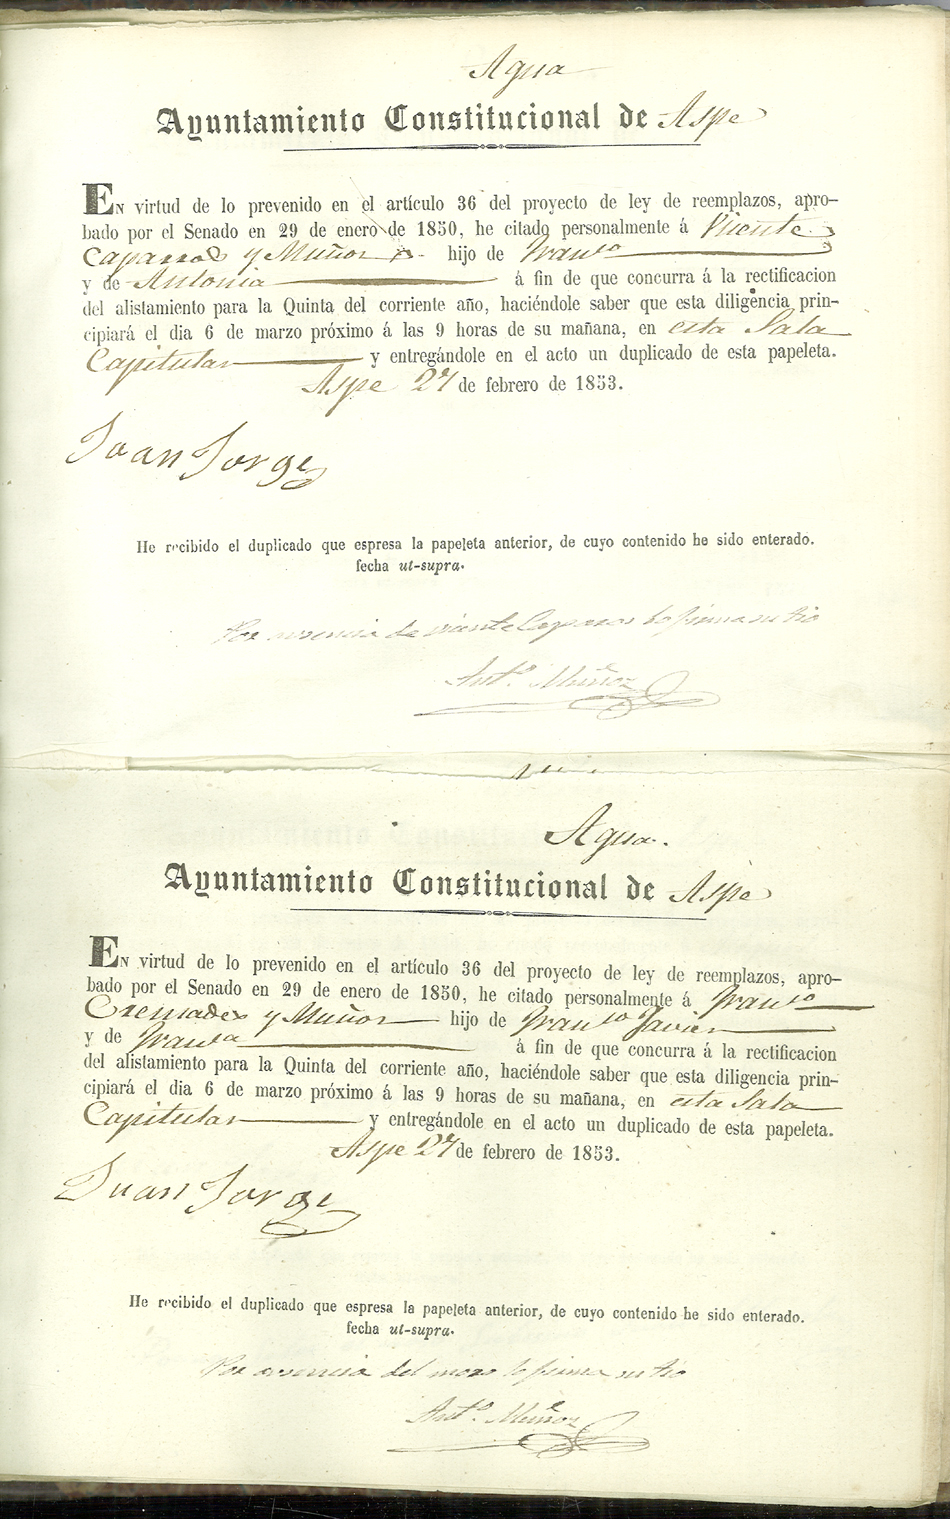 Agua
Ayuntamiento Constitucional de Aspe
En virtud de lo prevenido en el artículo 36 del proyecto de ley de reemplazos, apro-
bado por el Senado en 29 de enero de 1850, he citado personalmente á Vicente
Caparros y Muñoz hijo de Franco
y de Antonia á fin de que concurra á la rectificacion
del alistamiento para la Quinta del corriente año, haciéndole saber que esta diligencia prin-
cipiará el dia 6 de marzo próximo á las 9 horas de su mañana, en esta Sala
Capitular y entregándole en el acto un duplicado de esta papeleta.
Aspe 27 de febrero de 1853.
Juan Jorge
He recibido el duplicado que espresa la papeleta anterior, de cuyo contenido he sido enterado.
fecha ut-supra.
Por ausencia de viente Caparros lo firma su tio
Anto. Muñoz
Agua.
Ayuntamiento Constitucional de Aspe
En virtud de lo prevenido en el artículo 36 del proyecto de ley de reemplazos, apro-
bado por el Senado en 29 de enero de 1850, he citado personalmente á Franco
Cremades y Muñoz hijo de Franco Javier
y de Franca á fin de que concurra á la rectificacion
del alistamiento para la Quinta del corriente año, haciéndole saber que esta diligencia prin-
cipiará el dia 6 de marzo próximo á las 9 horas de su mañana, en esta Sala
Capitular y entregándole en el acto un duplicado de esta papeleta.
Aspe 27 de febrero de 1853.
Juan Jorge
He recibido el duplicado que espresa la papeleta anterior, de cuyo contenido he sido enterado.
fecha ut-supra.
Por ausencia del mozo lo firma su tio
Anto. Muñoz